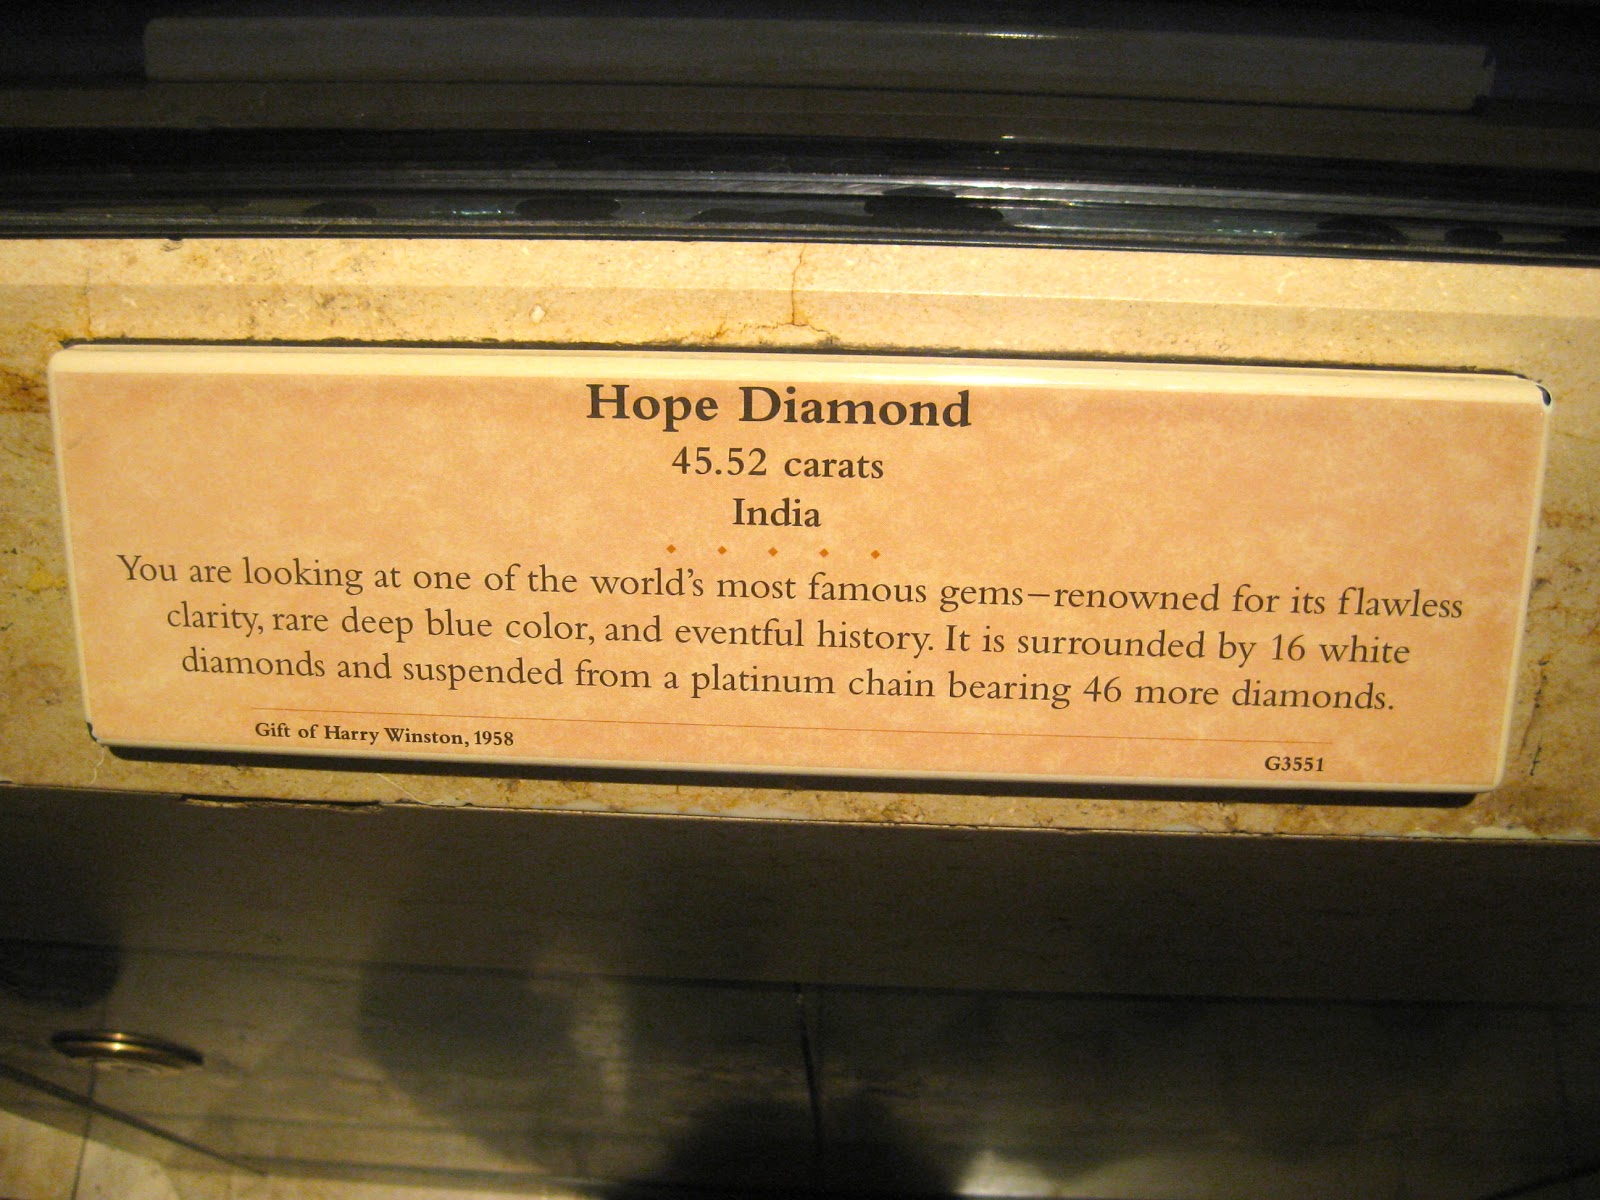 Hope Diamond
45.52 carats
India
You are looking at one of the world's most famous gems—renowned for its flawless
clarity, rare deep blue color, and eventful history. It is surrounded by 16 white
diamonds and suspended from a platinum chain bearing 46 more diamonds.
Gift of Harry Winston, 1958
G3551